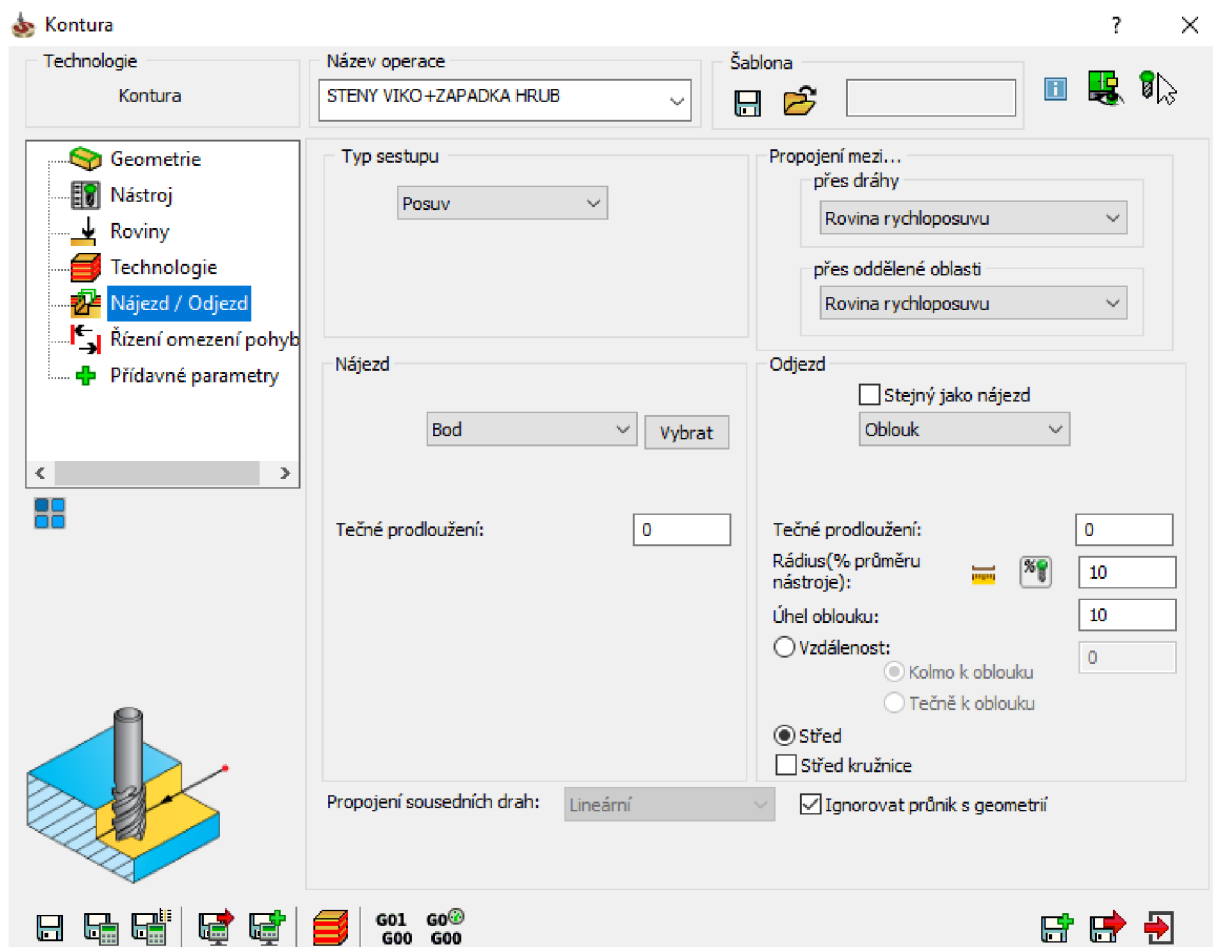 Kontura
?
Technologie
Kontura
Název operace
STENY VIKO+ZAPADKA HRUB
Šablona
Geometrie
Nástroj
Roviny
Technologie
Nájezd / Odjezd
Řízení omezení pohyb
Přídavné parametry
Typ sestupu
Posuv
Propojení mezi...
přes dráhy
Rovina rychloposuvu
přes oddělené oblasti
Rovina rychloposuvu
Nájezd
Bod
Vybrat
Tečné prodloužení:
0
Odjezd
Stejný jako nájezd
Oblouk
Tečné prodloužení:
0
Rádius(% průměru
nástroje):
%
10
Úhel oblouku:
10
Vzdálenost:
0
Kolmo k oblouku
Tečně k oblouku
Střed
Střed kružnice
Propojení sousedních drah:
Lineární
Ignorovat průnik s geometrií
G01
G00
G0
G00